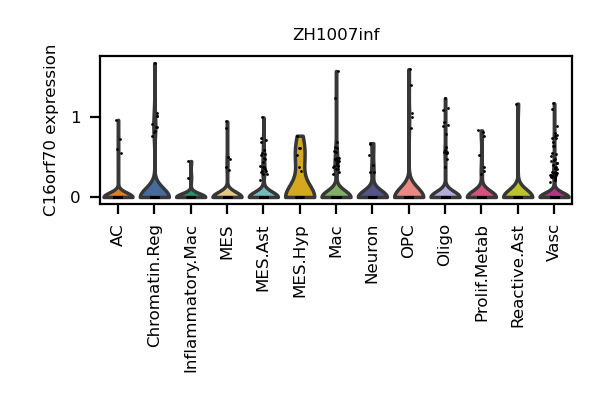 ZH1007inf
C16orf70 expression
1
0
AC
Chromatin.Reg
Inflammatory.Mac
MES
MES.Ast
MES.Hyp
Mac
Neuron
OPC
Oligo
Prolif.Metab
Reactive.Ast
Vasc